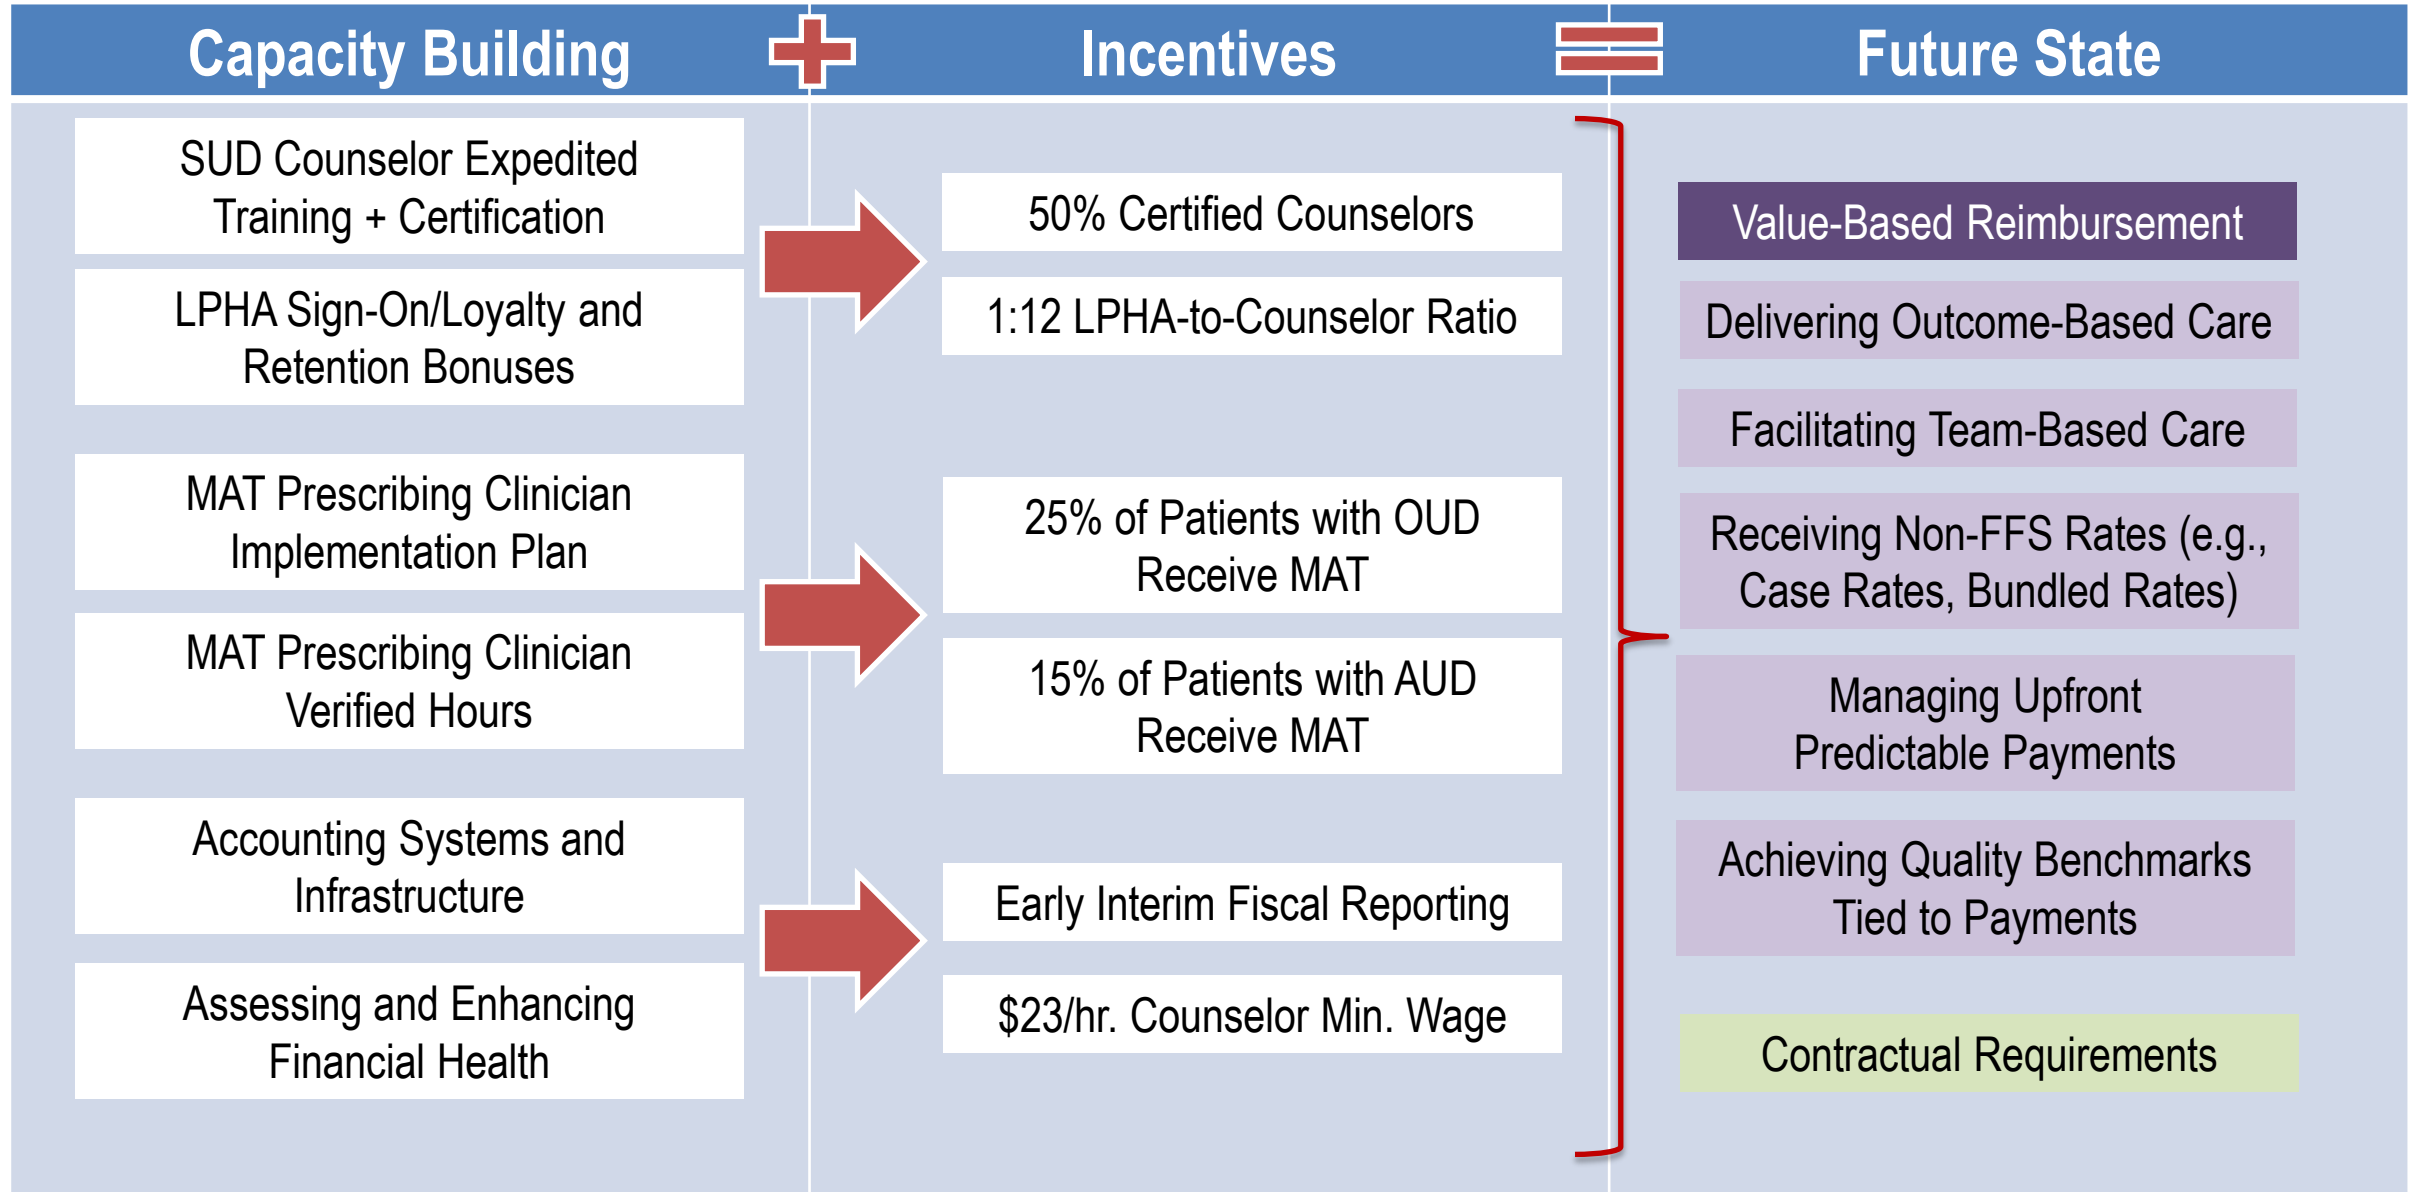 Capacity Building
Incentives
Future State
SUD Counselor Expedited
Training + Certification
LPHA Sign-On/Loyalty and
Retention Bonuses
MAT Prescribing Clinician
Implementation Plan
MAT Prescribing Clinician
Verified Hours
Accounting Systems and
Infrastructure
Assessing and Enhancing
Financial Health
50% Certified Counselors
1:12 LPHA-to-Counselor Ratio
25% of Patients with OUD
Receive MAT
15% of Patients with AUD
Receive MAT
Early Interim Fiscal Reporting
$23/hr. Counselor Min. Wage
Value-Based Reimbursement
Delivering Outcome-Based Care
Facilitating Team-Based Care
Receiving Non-FFS Rates (e.g.,
Case Rates, Bundled Rates)
Managing Upfront
Predictable Payments
Achieving Quality Benchmarks
Tied to Payments
Contractual Requirements